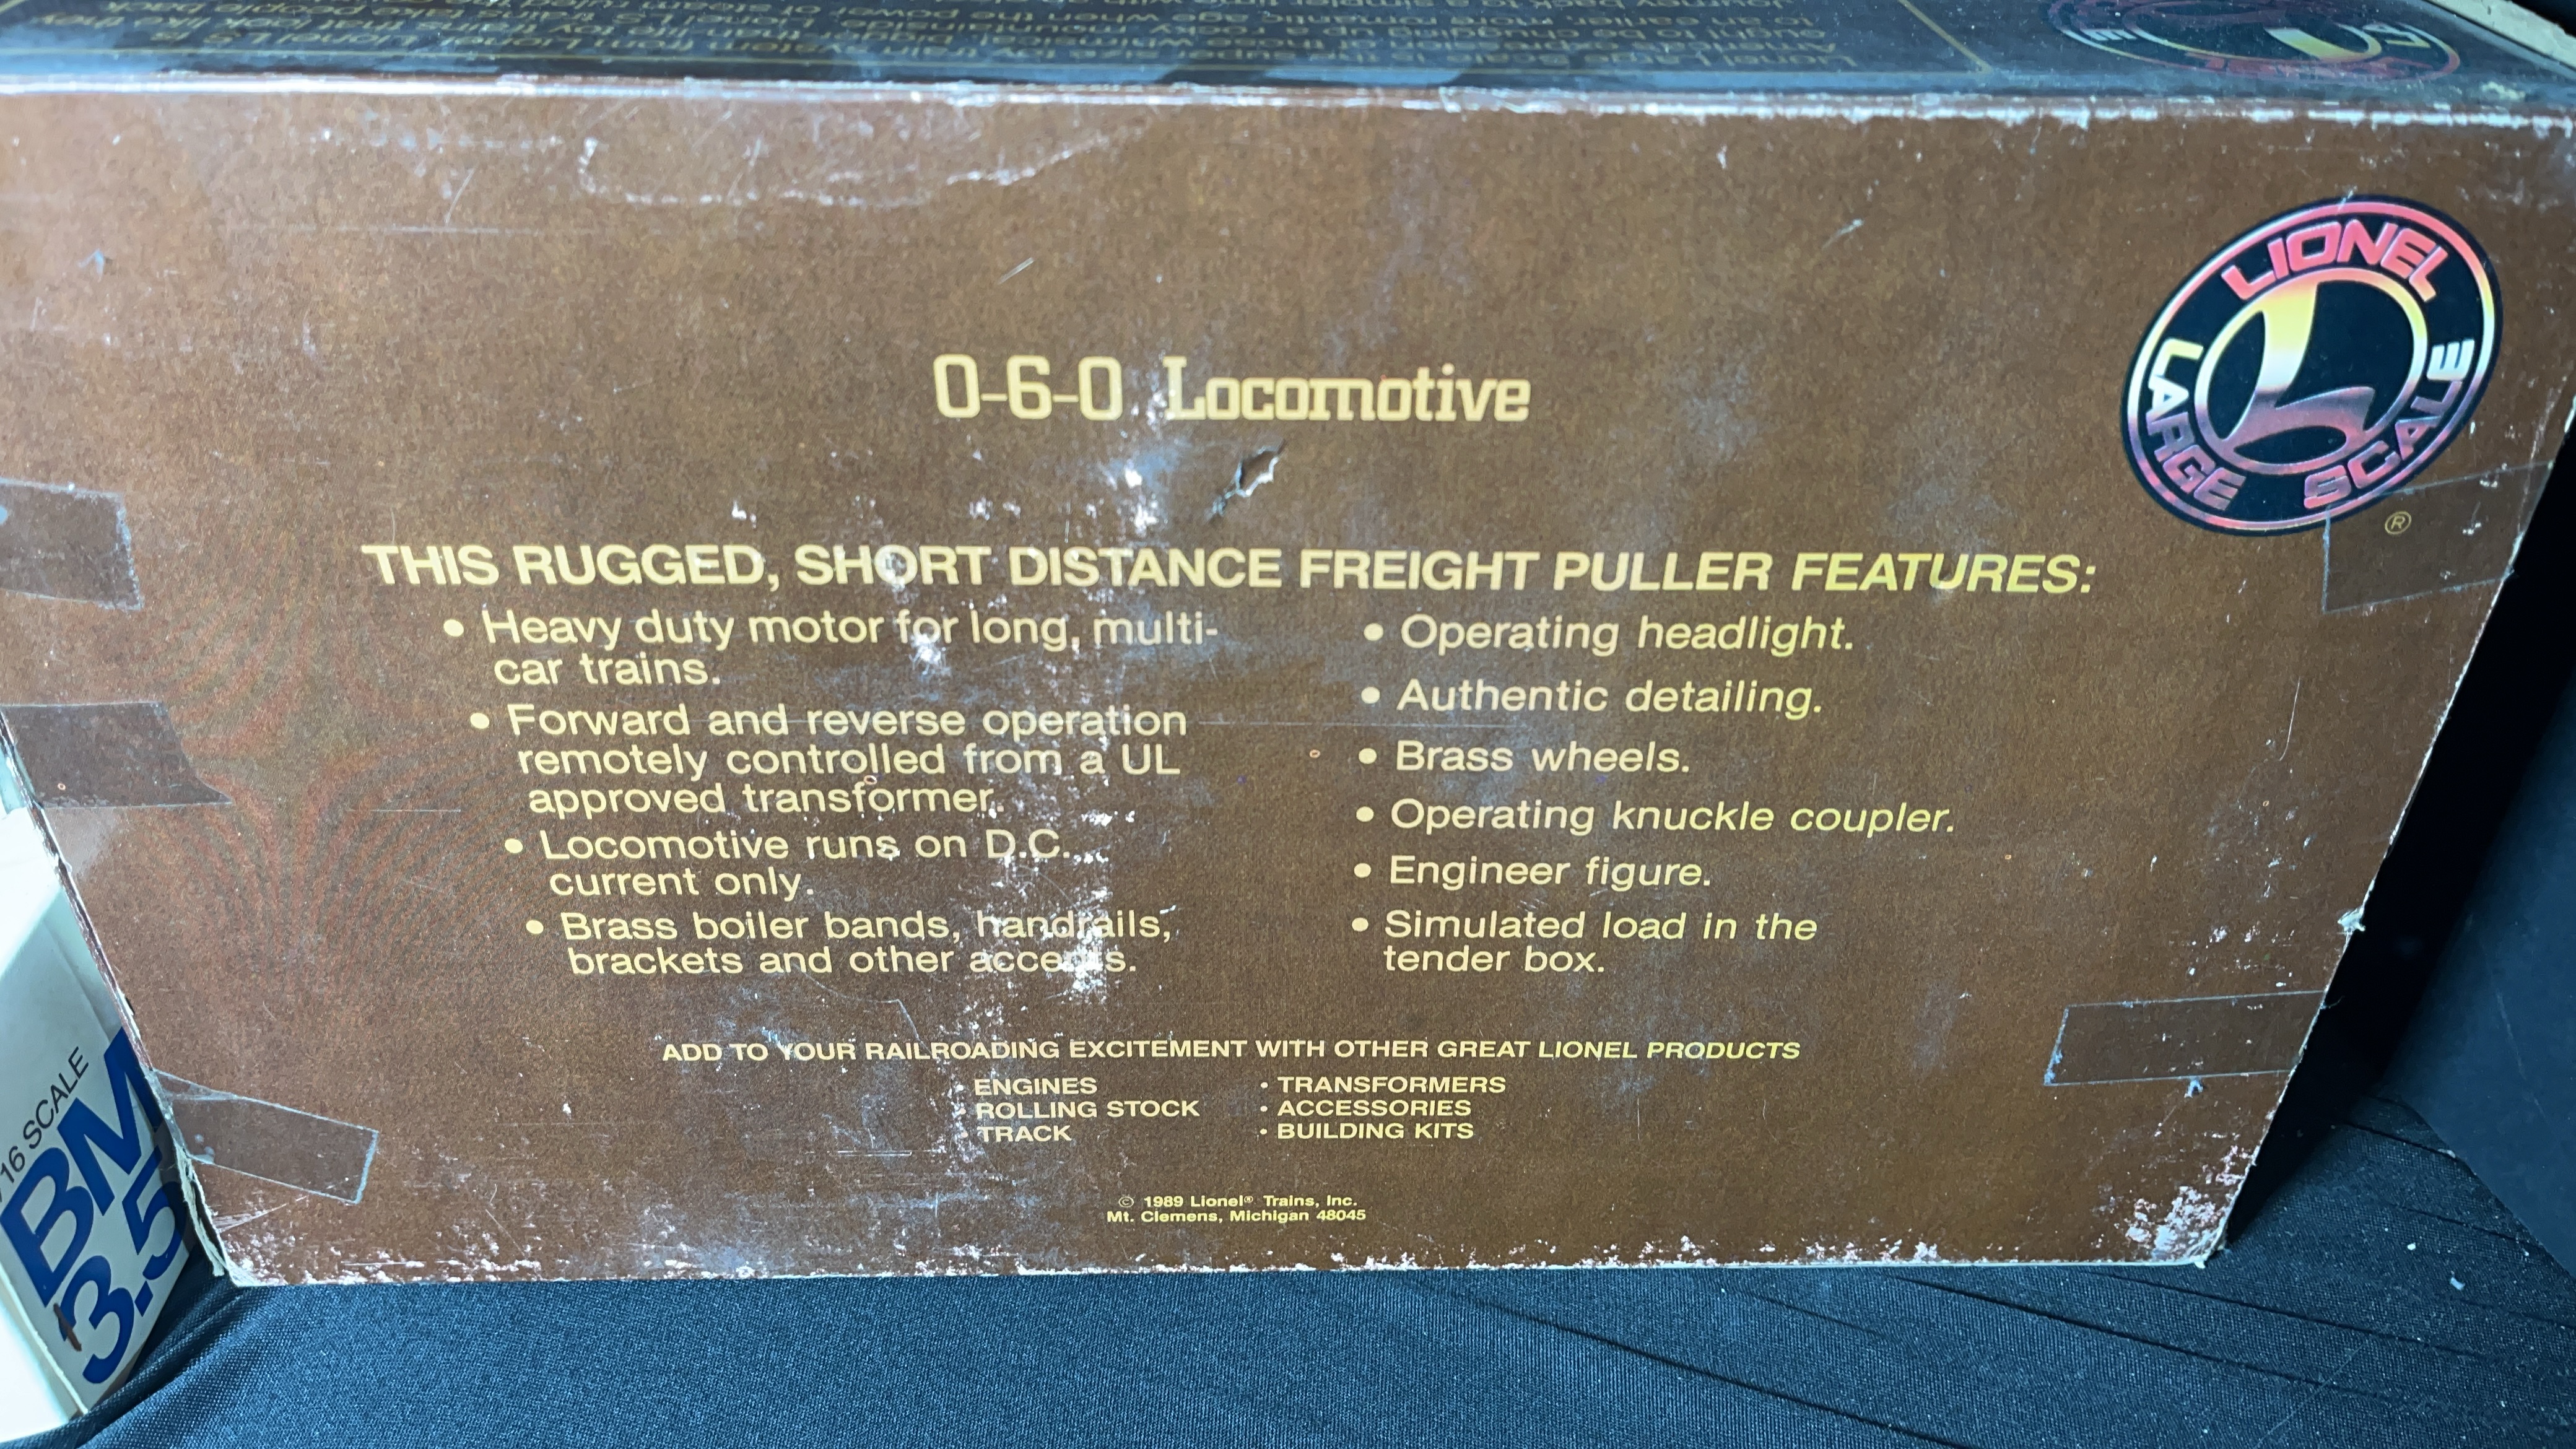 LIONEL
LARGE SCALE
L
®
0-6-0 Locomotive
THIS RUGGED, SHORT DISTANCE FREIGHT PULLER FEATURES:
• Heavy duty motor for long, multi-
car trains.
• Forward and reverse operation
remotely controlled from a UL
approved transformer.
• Locomotive runs on D.C.
current only.
• Brass boiler bands, handrails,
brackets and other accents.
• Operating headlight.
• Authentic detailing.
• Brass wheels.
• Operating knuckle coupler.
• Engineer figure.
• Simulated load in the
tender box.
ADD TO YOUR RAILROADING EXCITEMENT WITH OTHER GREAT LIONEL PRODUCTS
• ENGINES
• ROLLING STOCK
• TRACK
• TRANSFORMERS
• ACCESSORIES
• BUILDING KITS
© 1989 Lionel® Trains, Inc.
Mt. Clemens, Michigan 48045
/16 SCALE
BM
3.5